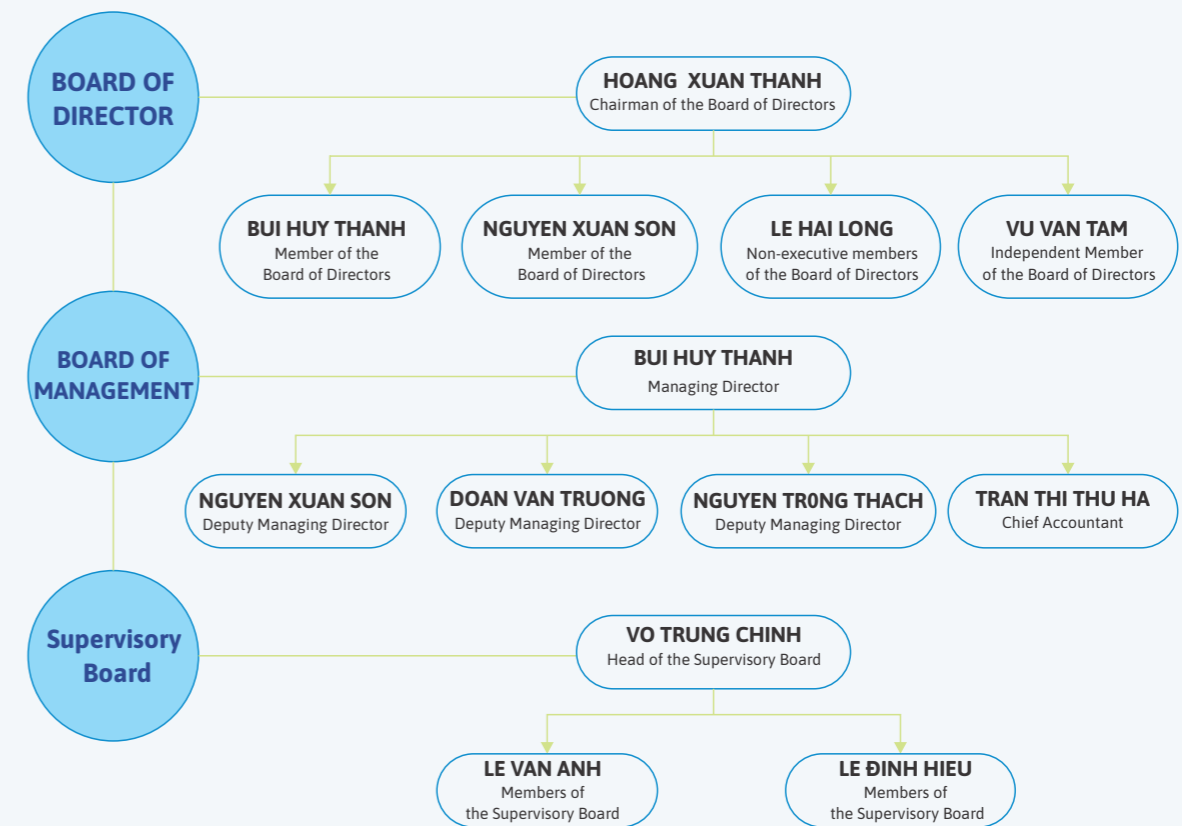 BOARD OF
DIRECTOR
HOANG XUAN THANH
Chairman of the Board of Directors
BUI HUY THANH
Member of the
Board of Directors
NGUYEN XUAN SON
Member of the
Board of Directors
LE HAI LONG
Non-executive members
of the Board of Directors
VU VAN TAM
Independent Member
of the Board of Directors
BOARD OF
MANAGEMENT
BUI HUY THANH
Managing Director
NGUYEN XUAN SON
Deputy Managing Director
DOAN VAN TRUONG
Deputy Managing Director
NGUYEN TR0NG THACH
Deputy Managing Director
TRAN THI THU HA
Chief Accountant
Supervisory
Board
VO TRUNG CHINH
Head of the Supervisory Board
LE VAN ANH
Members of
the Supervisory Board
LE ĐINH HIEU
Members of
the Supervisory Board